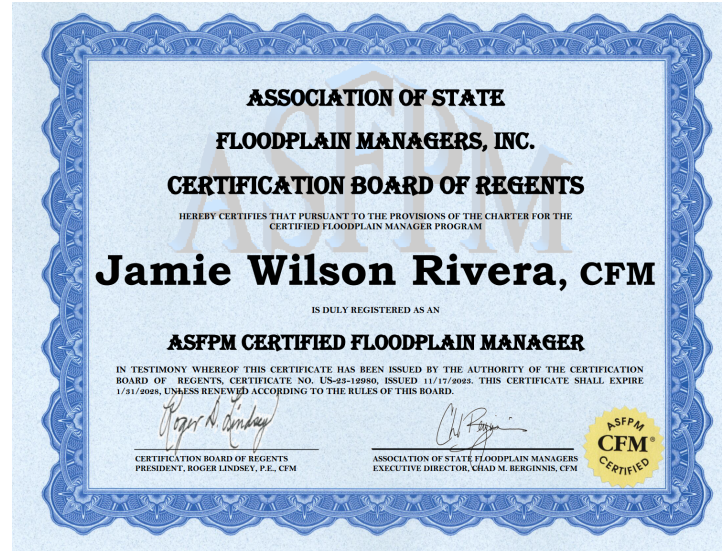 ASSOCIATION OF STATE
FLOODPLAIN MANAGERS, INC.
CERTIFICATION BOARD OF REGENTS
HEREBY CERTIFIES THAT PURSUANT TO THE PROVISIONS OF THE CHARTER FOR THE
CERTIFIED FLOODPLAIN MANAGER PROGRAM
Jamie Wilson Rivera, CFM
IS DULY REGISTERED AS AN
ASFPM CERTIFIED FLOODPLAIN MANAGER
IN TESTIMONY WHEREOF THIS CERTIFICATE HAS BEEN ISSUED BY THE AUTHORITY OF THE CERTIFICATION
BOARD OF REGENTS, CERTIFICATE NO. US-23-12980, ISSUED 11/17/2023. THIS CERTIFICATE SHALL EXPIRE
1/31/2028, UNLESS RENEWED ACCORDING TO THE RULES OF THIS BOARD.
Roger D. Lindsey
CERTIFICATION BOARD OF REGENTS
PRESIDENT, ROGER LINDSEY, P.E., CFM
ASSOCIATION OF STATE FLOODPLAIN MANAGERS
EXECUTIVE DIRECTOR, CHAD M. BERGINNIS, CFM
ASFPM
CFM®
CERTIFIED
ASFPM